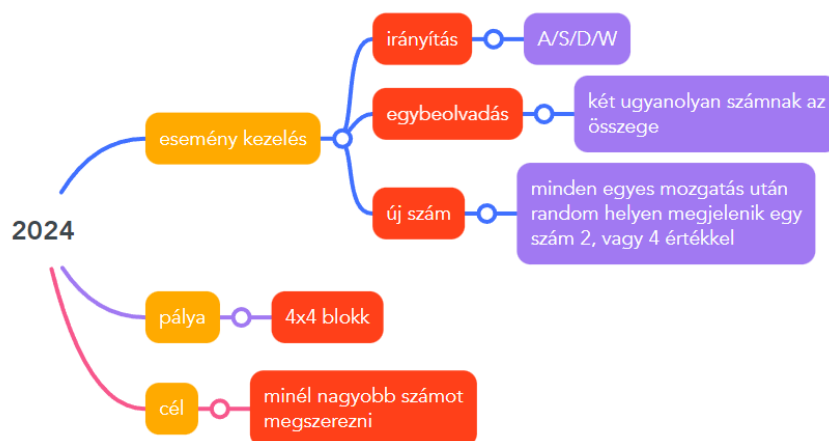 2024
esemény kezelés
irányítás
A/S/D/W
egybeolvadás
két ugyanolyan számnak az
összege
új szám
minden egyes mozgatás után
random helyen megjelenik egy
szám 2, vagy 4 értékkel
pálya
4x4 blokk
cél
minél nagyobb számot
megszerezni